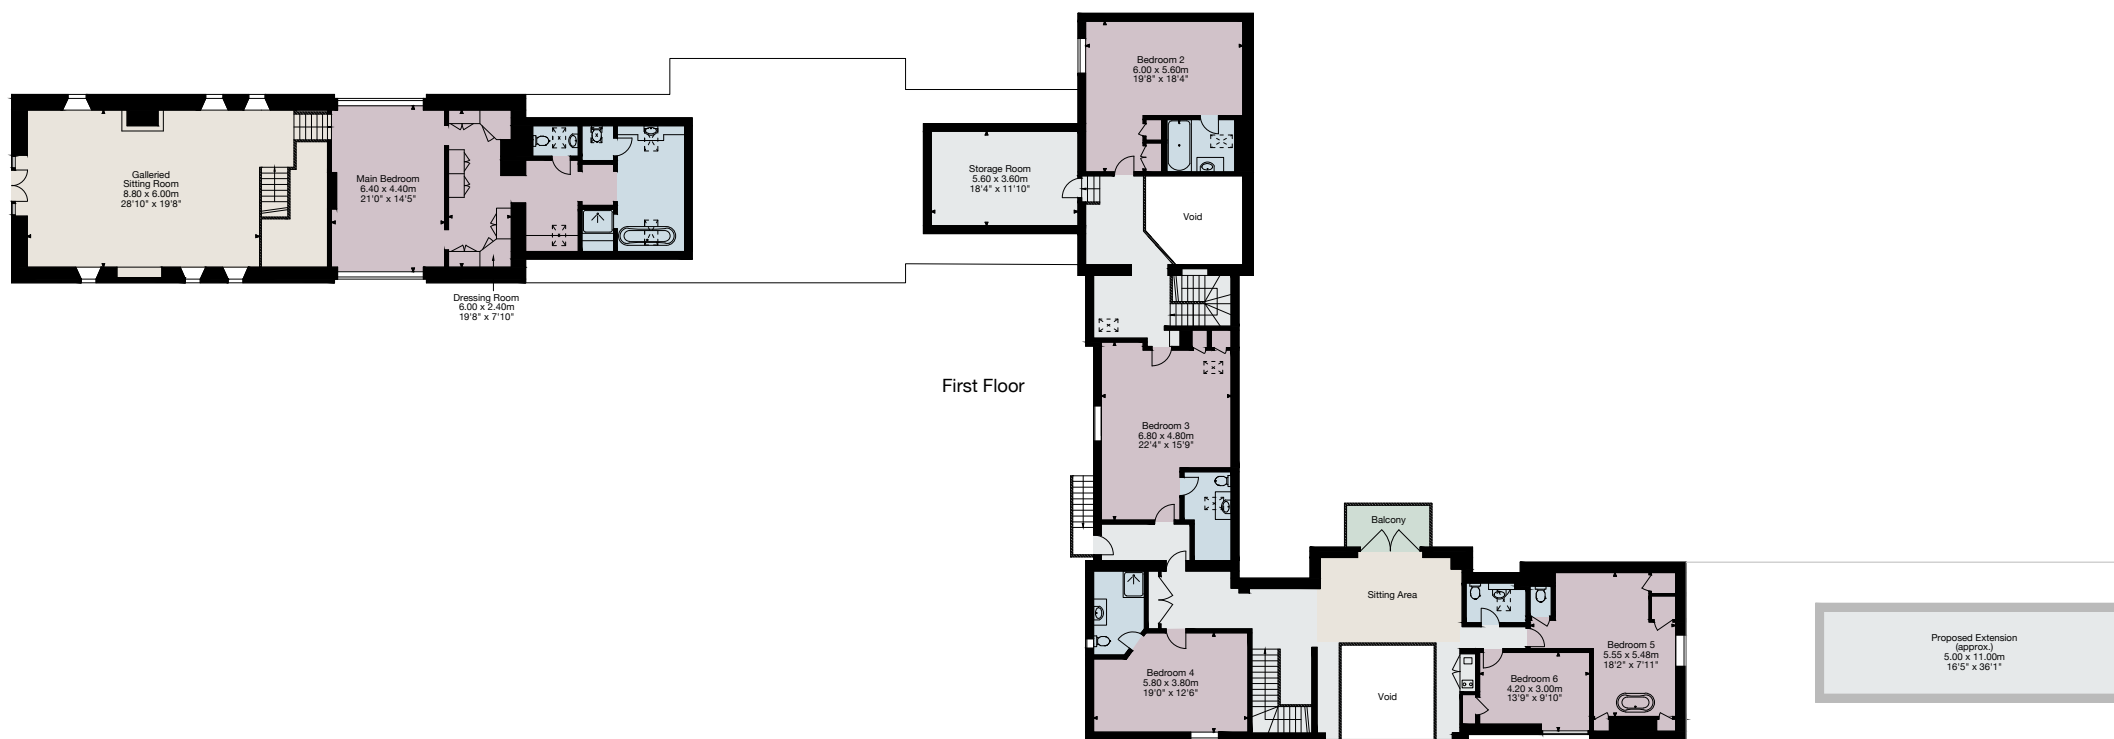 Bedroom 2
6.00 x 5.60m
19'8" x 18'4"
Galleried
Sitting Room
8.80 x 6.00m
28'10" x 19'8"
Main Bedroom
6.40 x 4.40m
21'0" x 14'5"
Storage Room
5.60 x 3.60m
18'4" x 11'10"
Void
Dressing Room
6.00 x 2.40m
19'8" x 7'10"
First Floor
Bedroom 3
6.80 x 4.80m
22'4" x 15'9"
Balcony
Sitting Area
Bedroom 4
5.80 x 3.80m
19'0" x 12'6"
Void
Bedroom 5
5.55 x 5.48m
18'2" x 7'11"
Bedroom 6
4.20 x 3.00m
13'9" x 9'10"
Proposed Extension
(approx.)
5.00 x 11.00m
16'5" x 36'1"